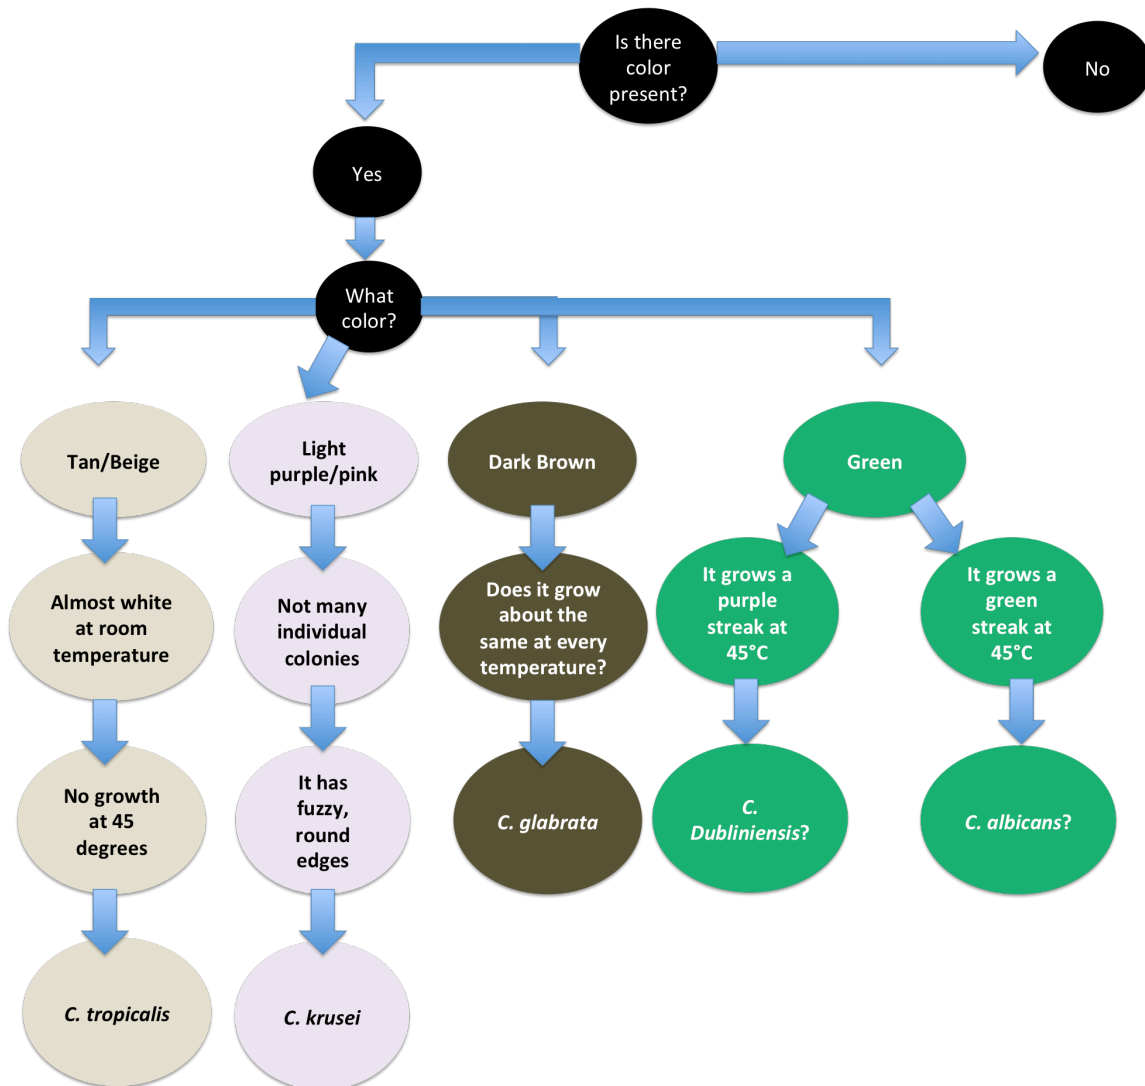 Is there
color
present?
No
Yes
What
color?
Tan/Beige
Light
purple/pink
Dark Brown
Green
Almost white
at room
temperature
Not many
individual
colonies
Does it grow
about the
same at every
temperature?
It grows a
purple
streak at
45°C
It grows a
green
streak at
45°C
No growth
at 45
degrees
It has
fuzzy,
round
edges
C. glabrata
C.
Dubliniensis?
C. albicans?
C. tropicalis
C. krusei